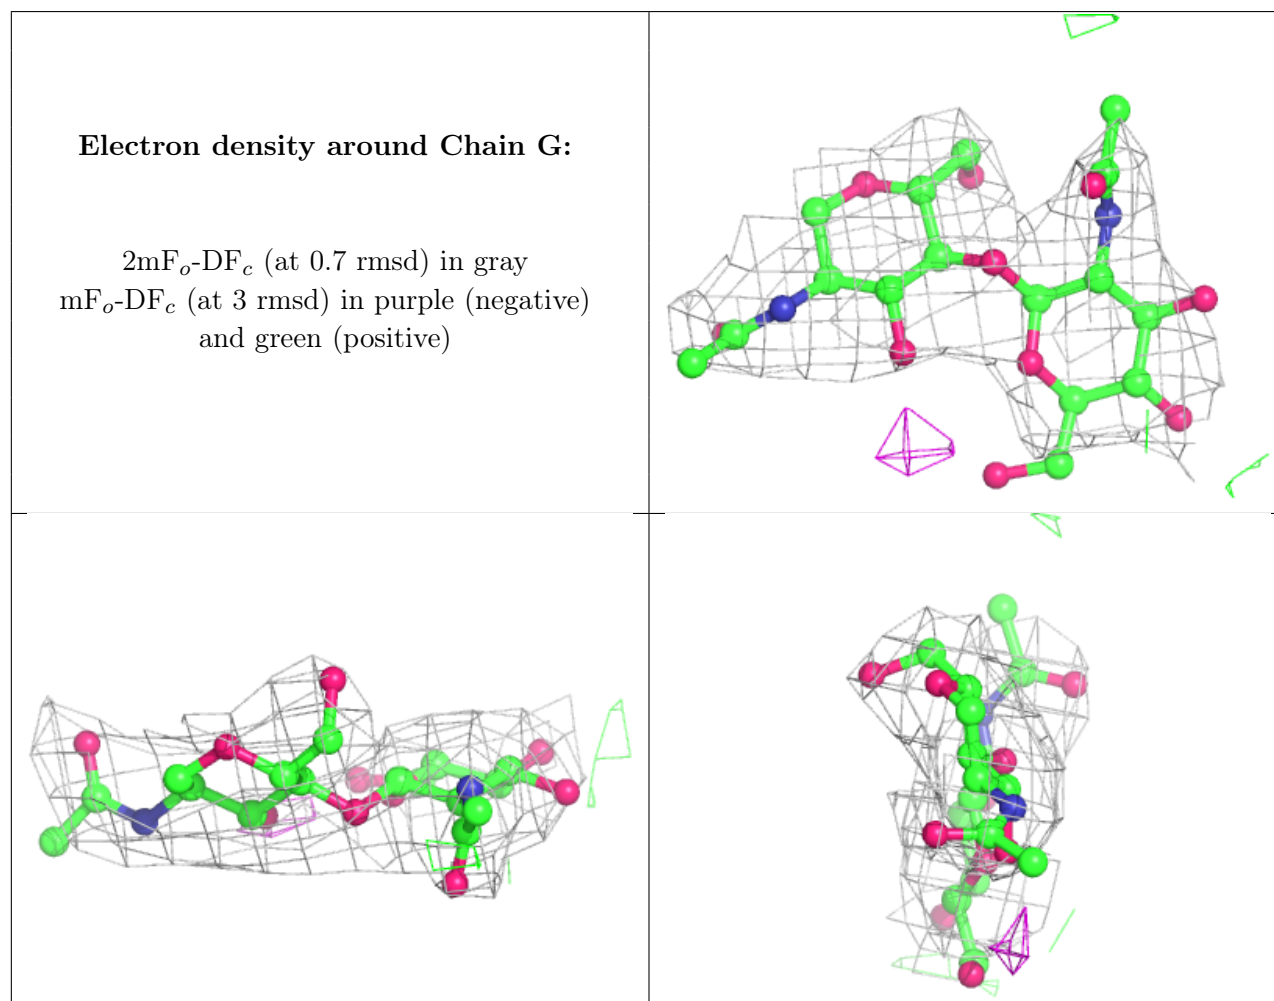 Electron density around Chain G:
2mFₒ-DF𝒸 (at 0.7 rmsd) in gray
mFₒ-DF𝒸 (at 3 rmsd) in purple (negative)
and green (positive)